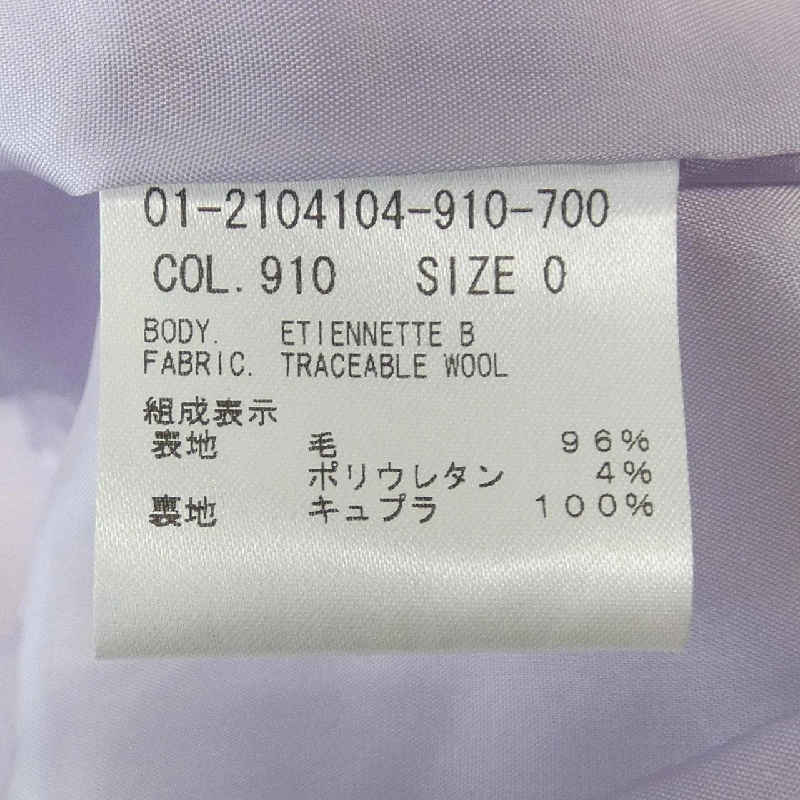 01-2104104-910-700
COL. 910 SIZE 0
BODY. ETIENNETTE B
FABRIC. TRACEABLE WOOL
組成表示
表地 毛 96%
ポリウレタン 4%
裏地 キュプラ 100%